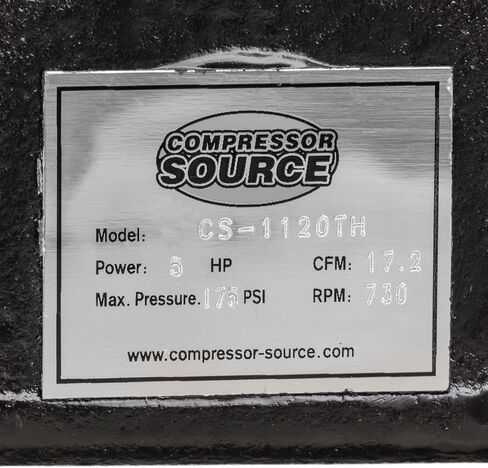 COMPRESSOR
SOURCE
Model: CS-1120TH
Power: 5 HP CFM: 17.2
Max. Pressure. 175 PSI RPM: 730
www.compressor-source.com